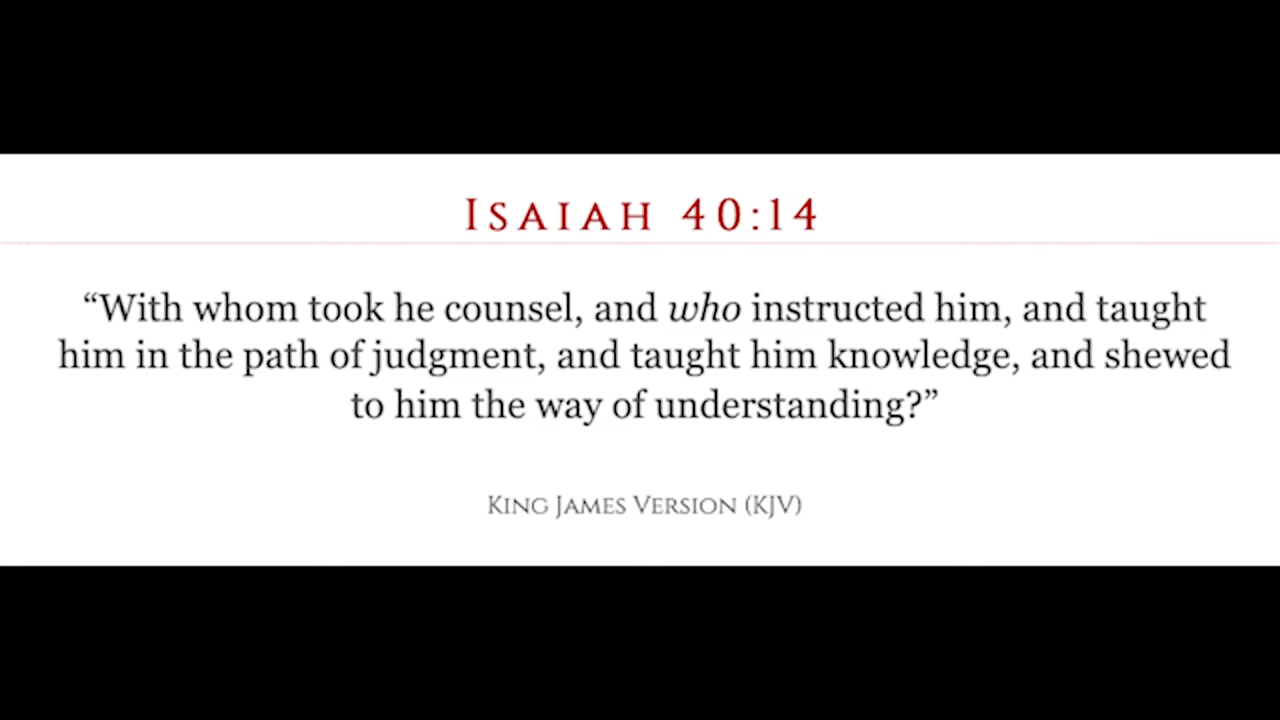 Isaiah 40:14
“With whom took he counsel, and who instructed him, and taught
him in the path of judgment, and taught him knowledge, and shewed
to him the way of understanding?”
King James Version (KJV)